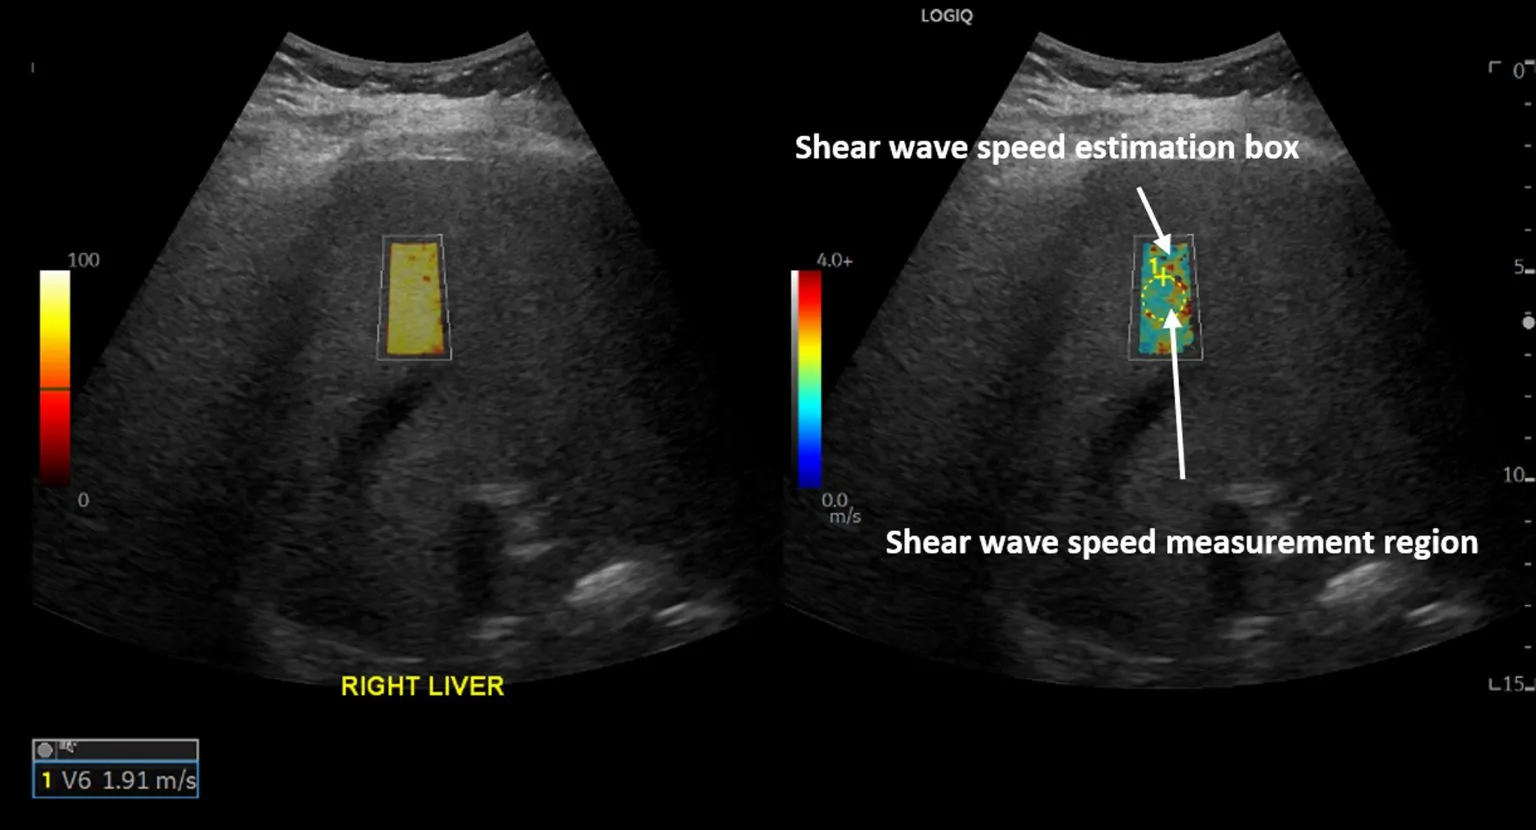 LOGIQ
0
Shear wave speed estimation box
100
4.0+
1
5
0
0.0
m/s
10
Shear wave speed measurement region
RIGHT LIVER
15
1 V6 1.91 m/s